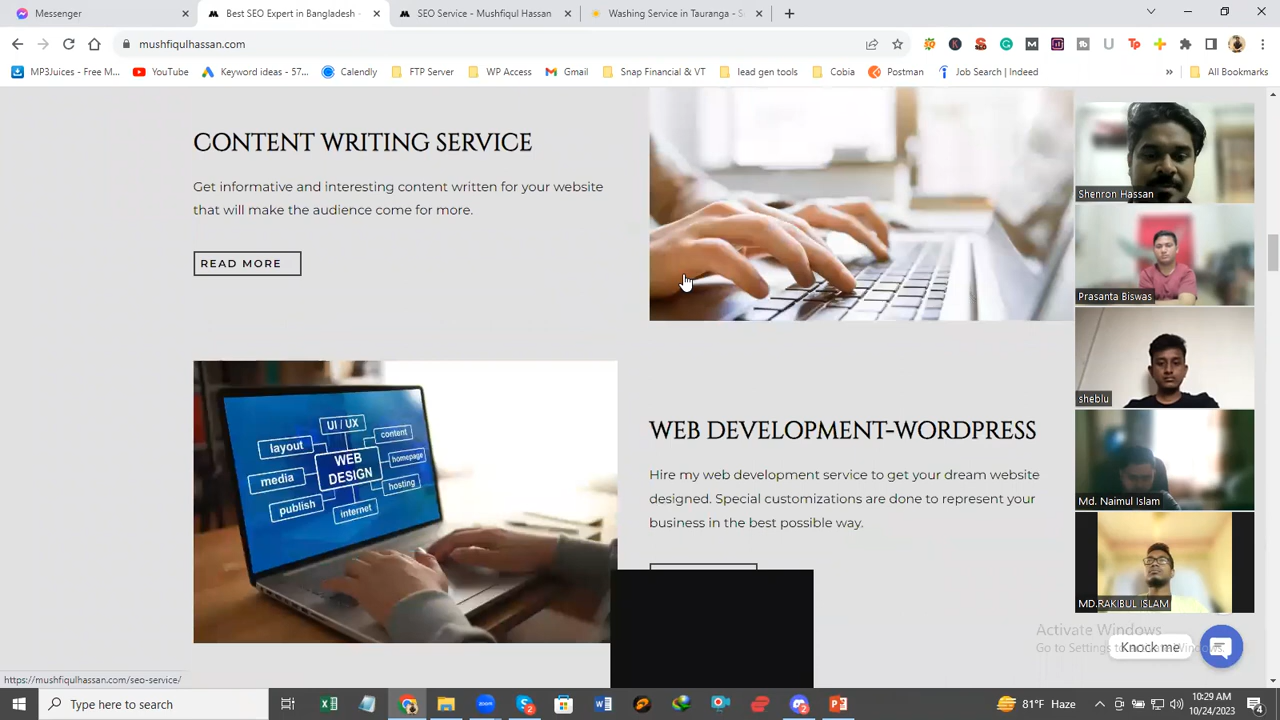 Messenger
Best SEO Expert in Bangladesh -
SEO Service - Mushfiqul Hassan
Washing Service in Tauranga - S
mushfiqulhassan.com
MP3Juices - Free M...
YouTube
Keyword ideas - 57...
Calendly
FTP Server
WP Access
Gmail
Snap Financial & VT
lead gen tools
Cobia
Postman
Job Search | Indeed
All Bookmarks
CONTENT WRITING SERVICE
Get informative and interesting content written for your website
that will make the audience come for more.
READ MORE
Shenron Hassan
Prasanta Biswas
sheblu
Md. Naimul Islam
MD.RAKIBUL ISLAM
UI / UX
layout
content
WEB
DESIGN
homepage
media
hosting
publish
internet
WEB DEVELOPMENT-WORDPRESS
Hire my web development service to get your dream website
designed. Special customizations are done to represent your
business in the best possible way.
Activate Windows
Go to Settings to activate Windows.
Knock me
https://mushfiqulhassan.com/seo-service/
Type here to search
81°F Haze
10:29 AM
10/24/2023